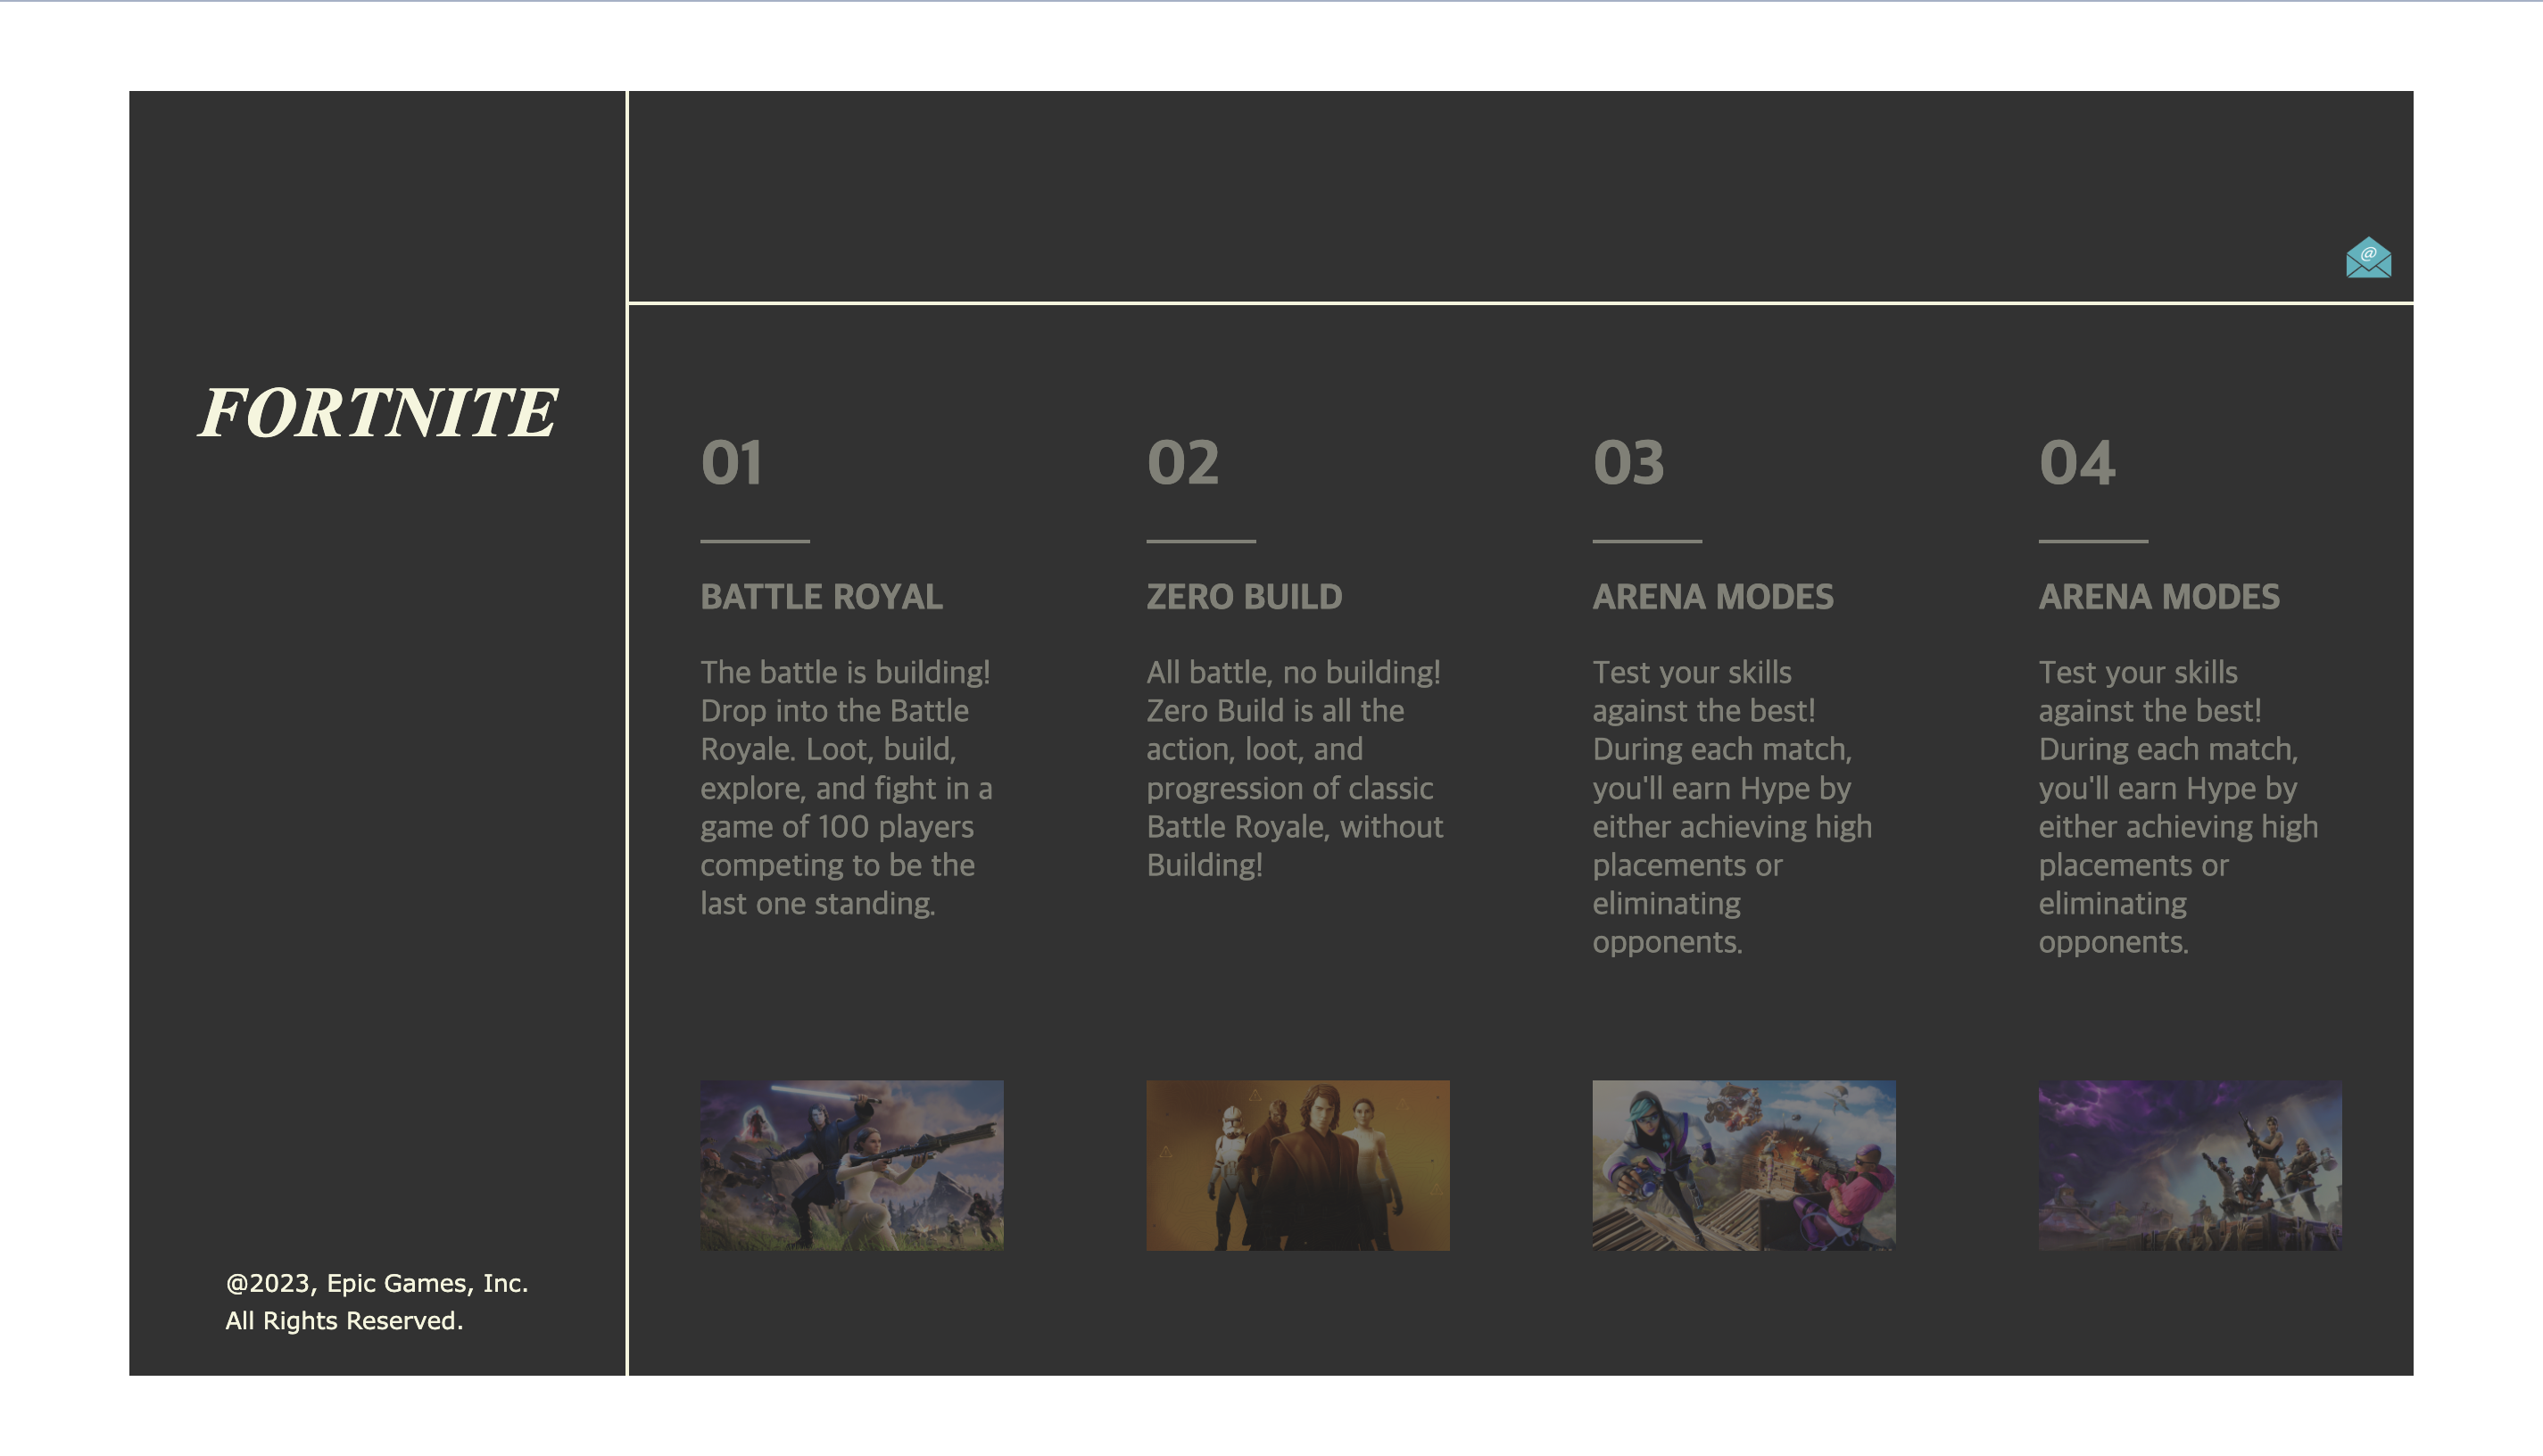 @
FORTNITE
01
BATTLE ROYAL
The battle is building!
Drop into the Battle
Royale. Loot, build,
explore, and fight in a
game of 100 players
competing to be the
last one standing.
02
ZERO BUILD
All battle, no building!
Zero Build is all the
action, loot, and
progression of classic
Battle Royale, without
Building!
03
ARENA MODES
Test your skills
against the best!
During each match,
you'll earn Hype by
either achieving high
placements or
eliminating
opponents.
04
ARENA MODES
Test your skills
against the best!
During each match,
you'll earn Hype by
either achieving high
placements or
eliminating
opponents.
@2023, Epic Games, Inc.
All Rights Reserved.